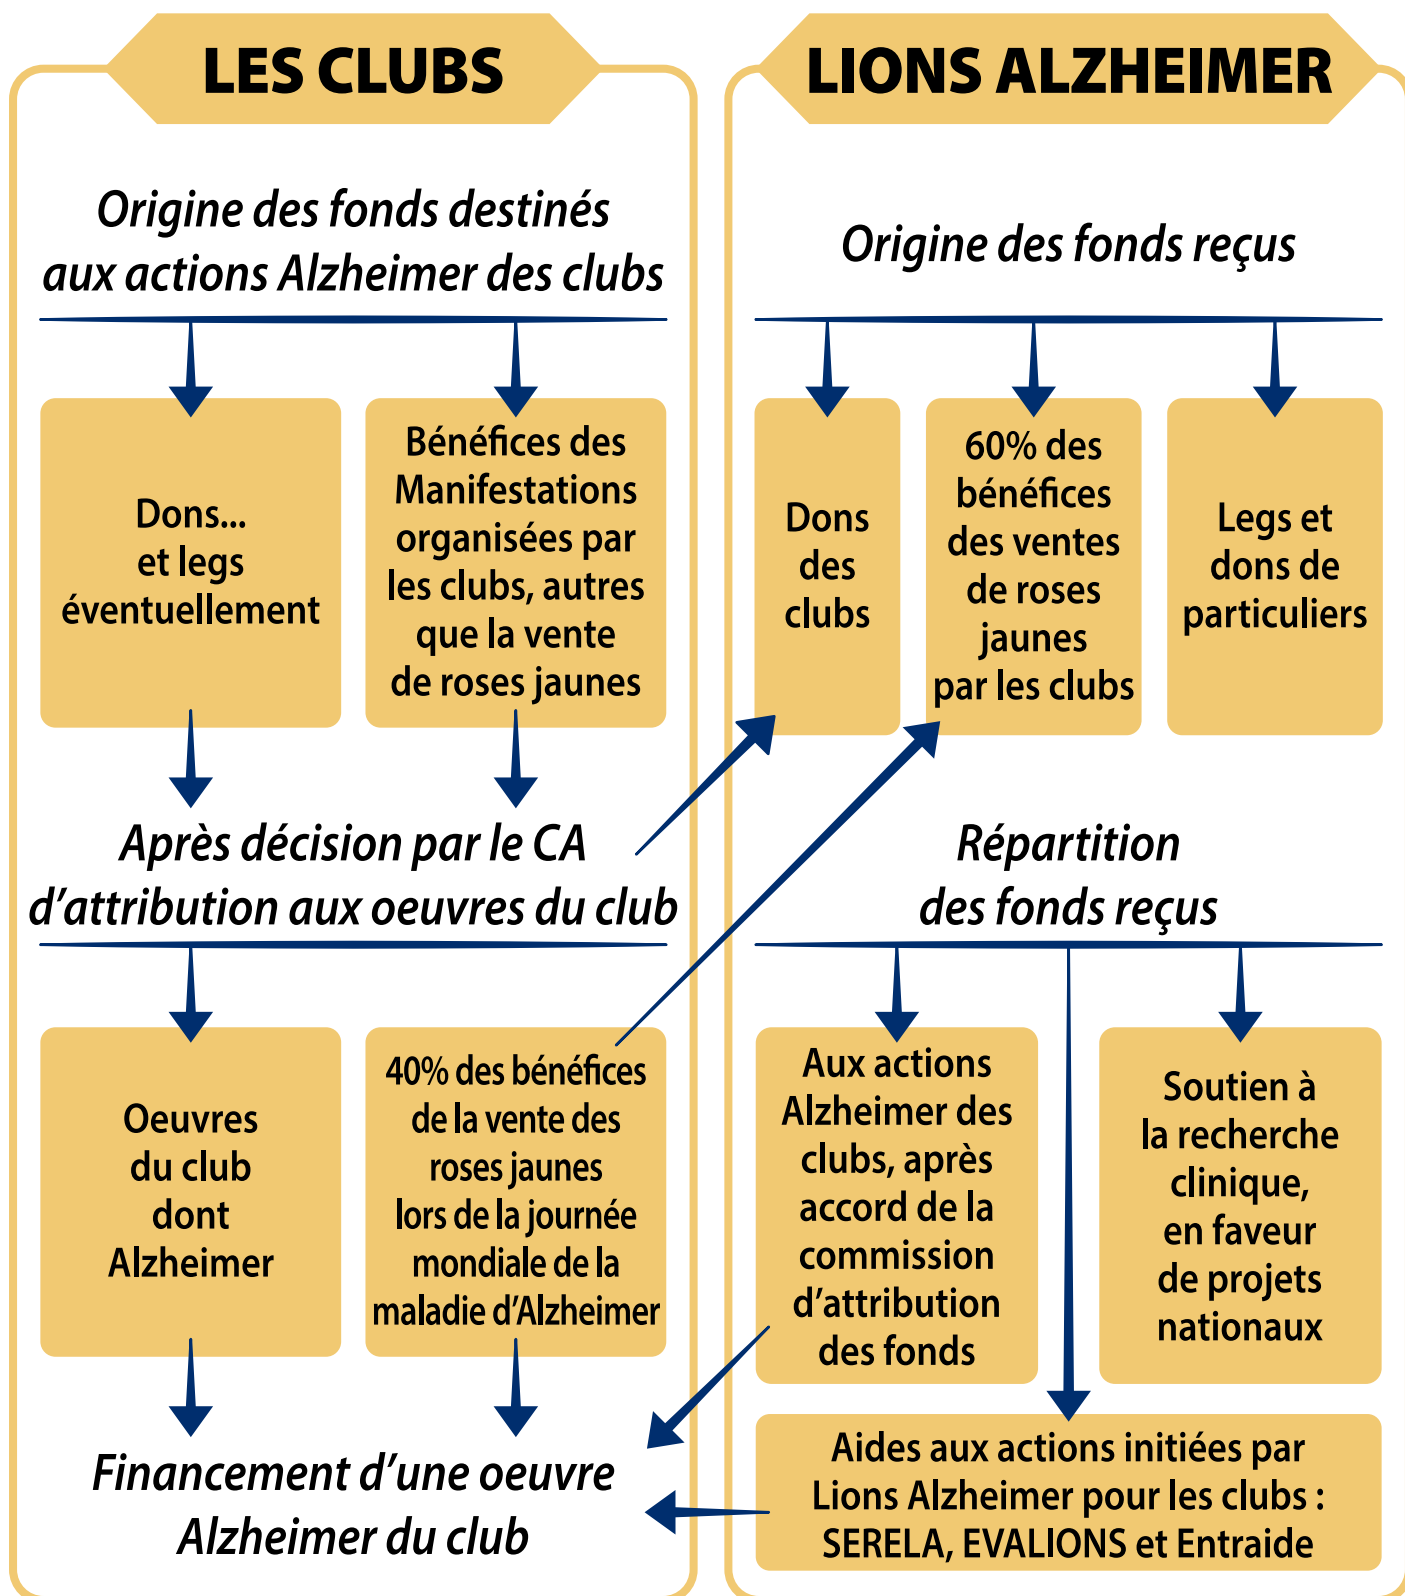 LES CLUBS
Origine des fonds destinés
aux actions Alzheimer des clubs
Dons...
et legs
éventuellement
Bénéfices des
Manifestations
organisées par
les clubs, autres
que la vente
de roses jaunes
Après décision par le CA
d’attribution aux oeuvres du club
Oeuvres
du club
dont
Alzheimer
40% des bénéfices
de la vente des
roses jaunes
lors de la journée
mondiale de la
maladie d’Alzheimer
Financement d’une oeuvre
Alzheimer du club
LIONS ALZHEIMER
Origine des fonds reçus
Dons
des
clubs
60% des
bénéfices
des ventes
de roses
jaunes
par les clubs
Legs et
dons de
particuliers
Répartition
des fonds reçus
Aux actions
Alzheimer des
clubs, après
accord de la
commission
d’attribution
des fonds
Soutien à
la recherche
clinique,
en faveur
de projets
nationaux
Aides aux actions initiées par
Lions Alzheimer pour les clubs :
SERELA, EVALIONS et Entraide